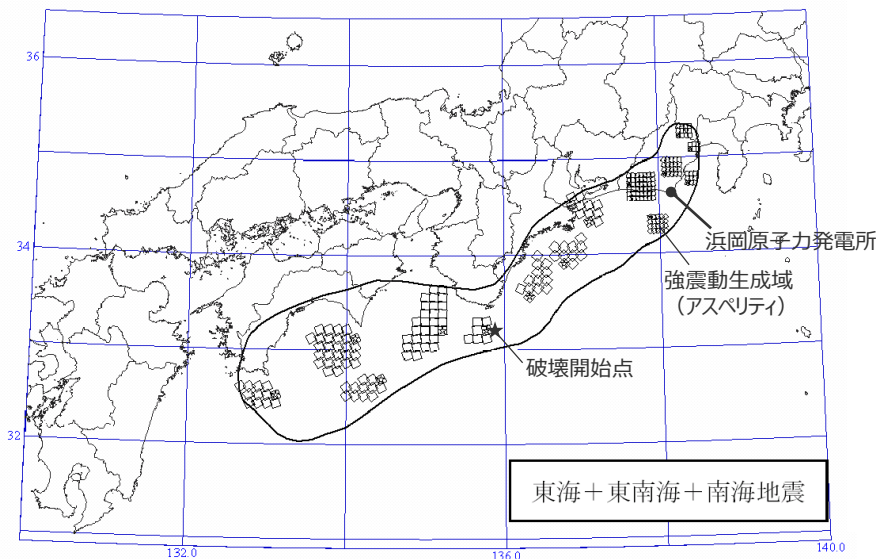 36
34
浜岡原子力発電所
強震動生成域
（アスペリティ）
破壊開始点
32
東海＋東南海＋南海地震
132.0
136.0
140.0